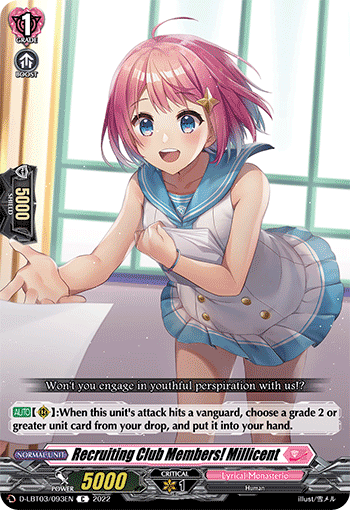 1
GRADE
BOOST
5000
SHIELD
Won't you engage in youthful perspiration with us!?
AUTO :When this unit's attack hits a vanguard, choose a grade 2 or
greater unit card from your drop, and put it into your hand.
NORMAL UNIT
Recruiting Club Members! Millicent
POWER 5000
CRITICAL
1
Lyrical Monasterio
Human
D-LBT03/093EN C 2022
illust/雪メル